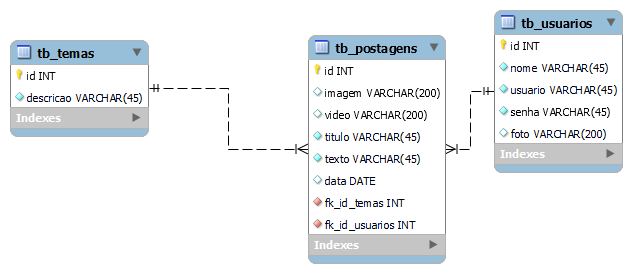 tb_temas
id INT
descricao VARCHAR(45)
Indexes
tb_postagens
id INT
imagem VARCHAR(200)
video VARCHAR(200)
titulo VARCHAR(45)
texto VARCHAR(45)
data DATE
fk_id_temas INT
fk_id_usuarios INT
Indexes
tb_usuarios
id INT
nome VARCHAR(45)
usuario VARCHAR(45)
senha VARCHAR(45)
foto VARCHAR(200)
Indexes